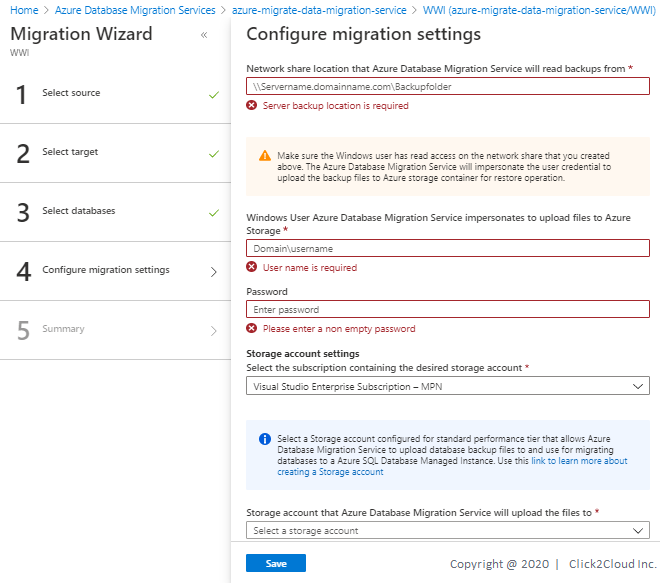 Home > Azure Database Migration Services > azure-migrate-data-migration-service > WWI (azure-migrate-data-migration-service/WWI)
Migration Wizard «
WWI
1 Select source
2 Select target
3 Select databases
4 Configure migration settings
5 Summary
Configure migration settings
Network share location that Azure Database Migration Service will read backups from *
\\Servername.domainname.com\Backupfolder
Server backup location is required
Make sure the Windows user has read access on the network share that you created
above. The Azure Database Migration Service will impersonate the user credential to
upload the backup files to Azure storage container for restore operation.
Windows User Azure Database Migration Service impersonates to upload files to Azure
Storage *
Domain\username
User name is required
Password
Enter password
Please enter a non empty password
Storage account settings
Select the subscription containing the desired storage account *
Visual Studio Enterprise Subscription – MPN
Select a Storage account configured for standard performance tier that allows Azure
Database Migration Service to upload database backup files to and use for migrating
databases to a Azure SQL Database Managed Instance. Use this link to learn more about
creating a Storage account
Storage account that Azure Database Migration Service will upload the files to *
Select a storage account
Save
Copyright @ 2020 | Click2Cloud Inc.